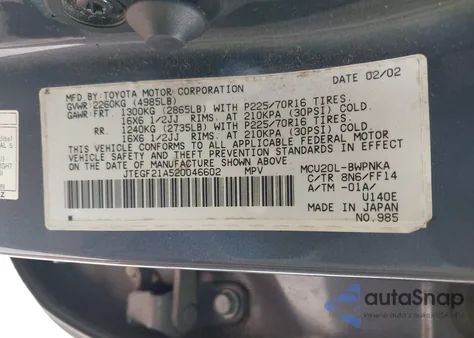 MFD.BY: TOYOTA MOTOR CORPORATION DATE 02/02
GVWR: 2260KG (4985LB)
GAWR: FRT. 1300KG (2865LB) WITH P225/70R16 TIRES.
16X6 1/2JJ RIMS. AT 210KPA (30PSI) COLD.
RR. 1240KG (2735LB) WITH P225/70R16 TIRES.
16X6 1/2JJ RIMS. AT 210KPA (30PSI) COLD.
THIS VEHICLE CONFORMS TO ALL APPLICABLE
FEDERAL MOTOR VEHICLE SAFETY STANDARDS
IN EFFECT ON THE DATE OF
MANUFACTURE SHOWN ABOVE.
JTEGF21A520046602 MPV
MCU20L-BWPNKA
C/TR 8N6/FF14
A/TM -01A/
U140E
MADE IN JAPAN
NO.985
autoSnap